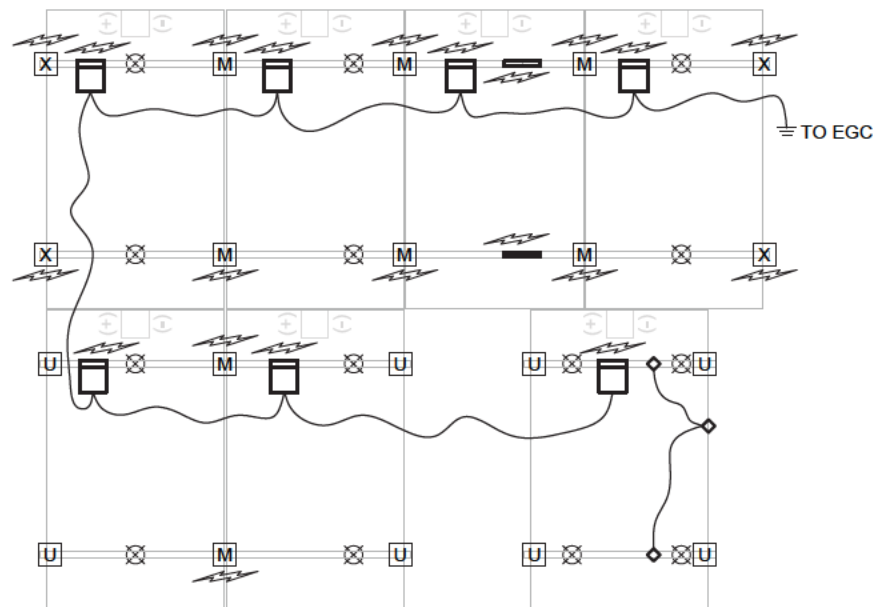 (+) (-) (+) (-) (+) (-) (+) (-)
X M M M X
TO EGC
X M M M X
(+) (-) (+) (-) (+) (-)
U M U U U
U M U U U